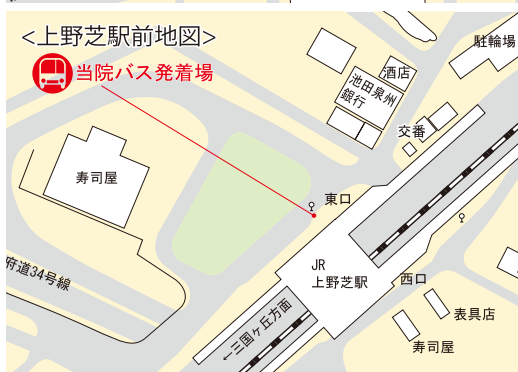 <上野芝駅前地図>
当院バス発着場
駐輪場
酒店
池田泉州
銀行
交番
寿司屋
東口
JR
上野芝駅
西口
府道34号線
←三国ヶ丘方面
表具店
寿司屋